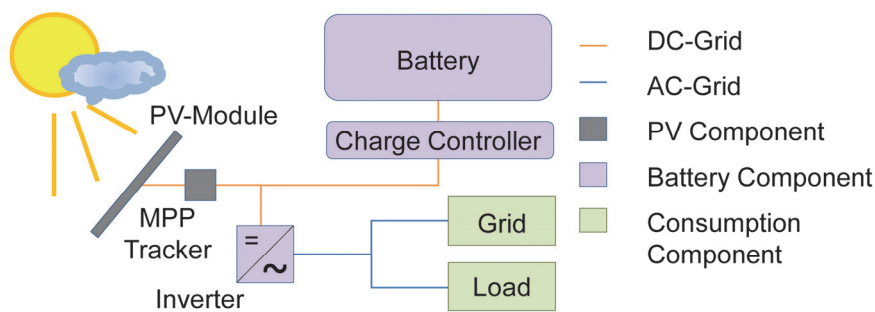 Battery
Charge Controller
PV-Module
MPP
Tracker
=
~
Inverter
Grid
Load
DC-Grid
AC-Grid
PV Component
Battery Component
Consumption
Component